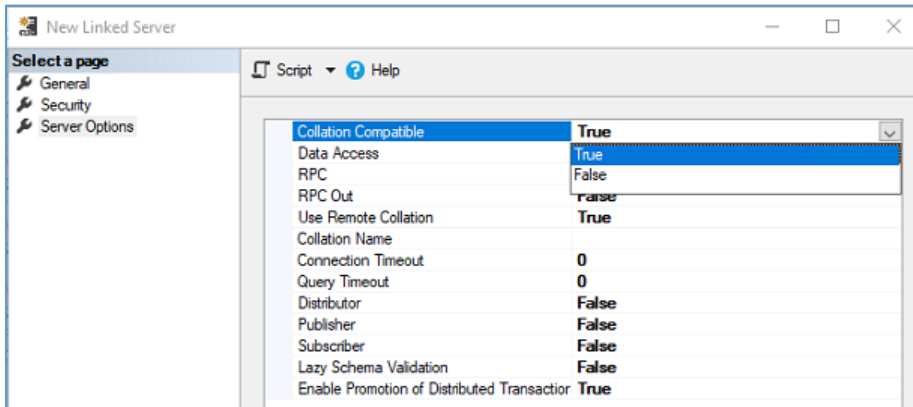 New Linked Server
Select a page
General
Security
Server Options
Script Help
Collation Compatible True
Data Access True
RPC False
RPC Out False
Use Remote Collation True
Collation Name
Connection Timeout 0
Query Timeout 0
Distributor False
Publisher False
Subscriber False
Lazy Schema Validation False
Enable Promotion of Distributed Transaction True